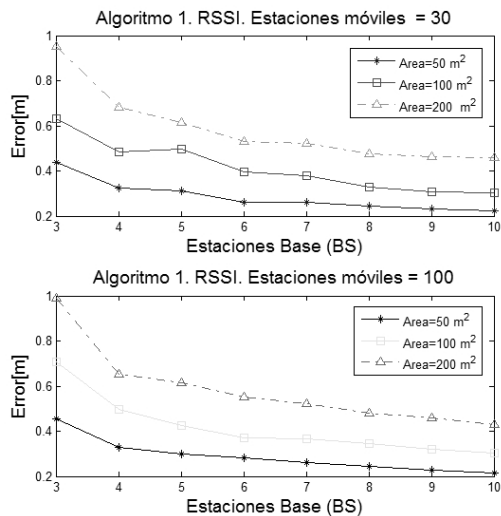 Algoritmo 1. RSSI. Estaciones móviles = 30
Error[m]
1
0.8
0.6
0.4
0.2
Area=50 m²
Area=100 m²
Area=200 m²
3 4 5 6 7 8 9 10
Estaciones Base (BS)
Algoritmo 1. RSSI. Estaciones móviles = 100
Error[m]
1
0.8
0.6
0.4
0.2
Area=50 m²
Area=100 m²
Area=200 m²
3 4 5 6 7 8 9 10
Estaciones Base (BS)